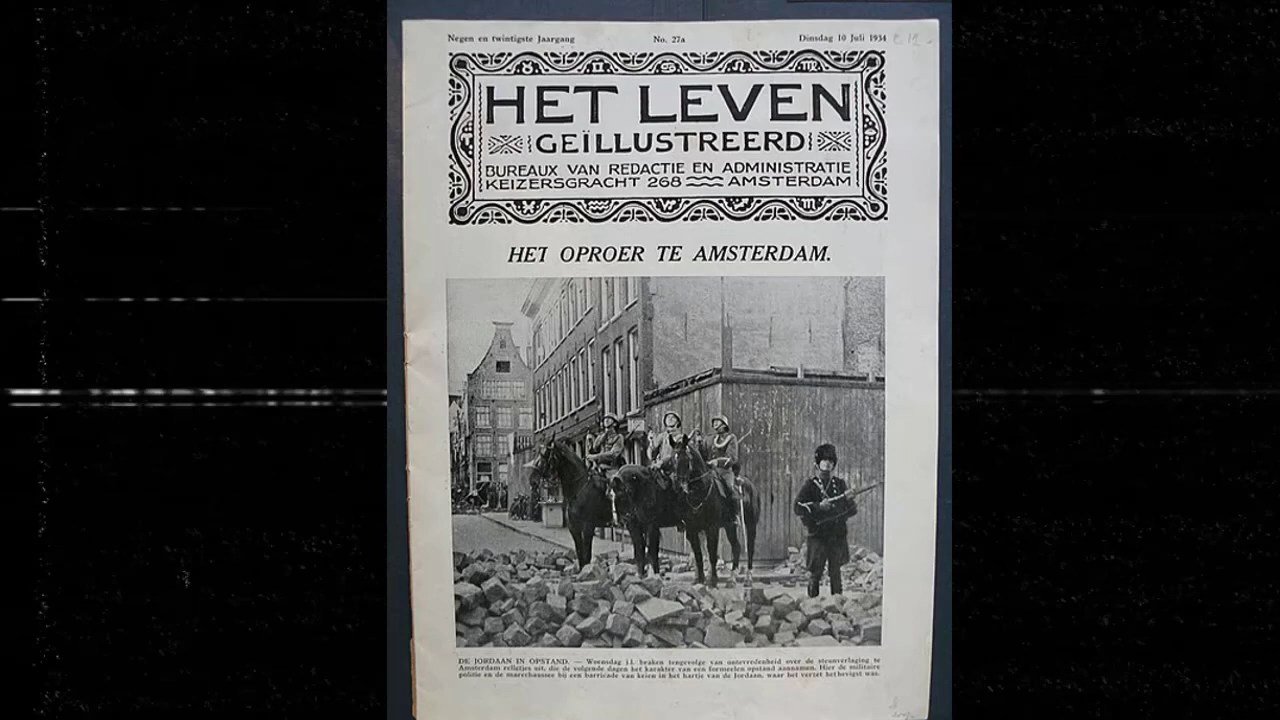 Negen en twintigste Jaargang No. 27a Dinsdag 10 Juli 1934
HET LEVEN
GEÏLLUSTREERD
BUREAUX VAN REDACTIE EN ADMINISTRATIE
KEIZERSGRACHT 268 AMSTERDAM
HET OPROER TE AMSTERDAM.
DE JORDAAN IN OPSTAND. — Woensdag j.l. braken tengevolge van ontevredenheid over de steunverlaging te
Amsterdam relletjes uit, die de volgende dagen het karakter van een formeelen opstand aannamen. Hier de militaire
politie en de marechaussee bij een barricade van keien in het hartje van de Jordaan, waar het verzet het hevigst was.